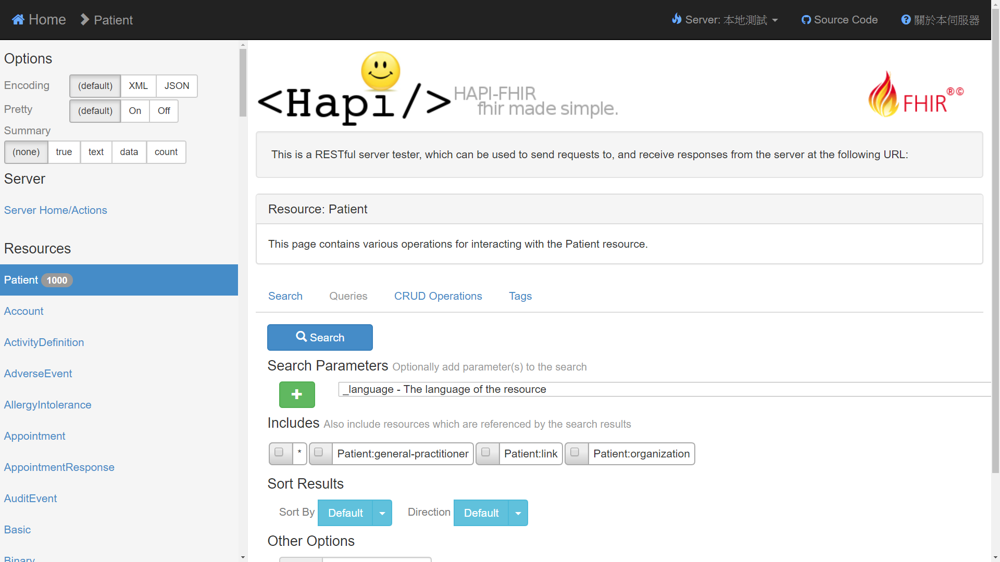 Home Patient Server: 本地測試 Source Code 關於本伺服器
Options
Encoding (default) XML JSON
Pretty (default) On Off
Summary
(none) true text data count
Server
Server Home/Actions
Resources
Patient 1000
Account
ActivityDefinition
AdverseEvent
AllergyIntolerance
Appointment
AppointmentResponse
AuditEvent
Basic
Binary
<Hapi/>
HAPI-FHIR
fhir made simple.
FHIR®©
This is a RESTful server tester, which can be used to send requests to, and receive responses from the server at the following URL:
Resource: Patient
This page contains various operations for interacting with the Patient resource.
Search Queries CRUD Operations Tags
Search
Search Parameters Optionally add parameter(s) to the search
_language - The language of the resource
Includes Also include resources which are referenced by the search results
* Patient:general-practitioner Patient:link Patient:organization
Sort Results
Sort By Default Direction Default
Other Options